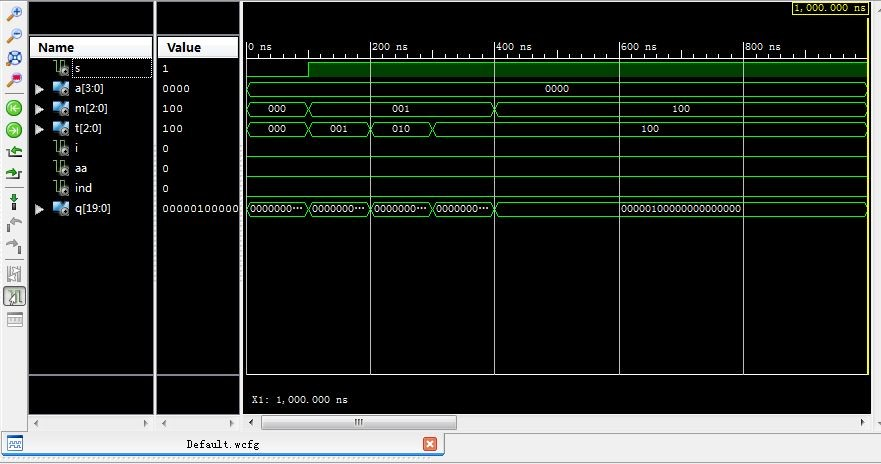 1,000.000 ns
Name Value 0 ns 200 ns 400 ns 600 ns 800 ns
s 1
a[3:0] 0000 0000
m[2:0] 100 000 001 100
t[2:0] 100 000 001 010 100
i 0
aa 0
ind 0
q[19:0] 00000100000 0000000··· 0000000··· 0000000··· 0000000··· 00000100000000000000
X1: 1,000.000 ns
Default.wcfg